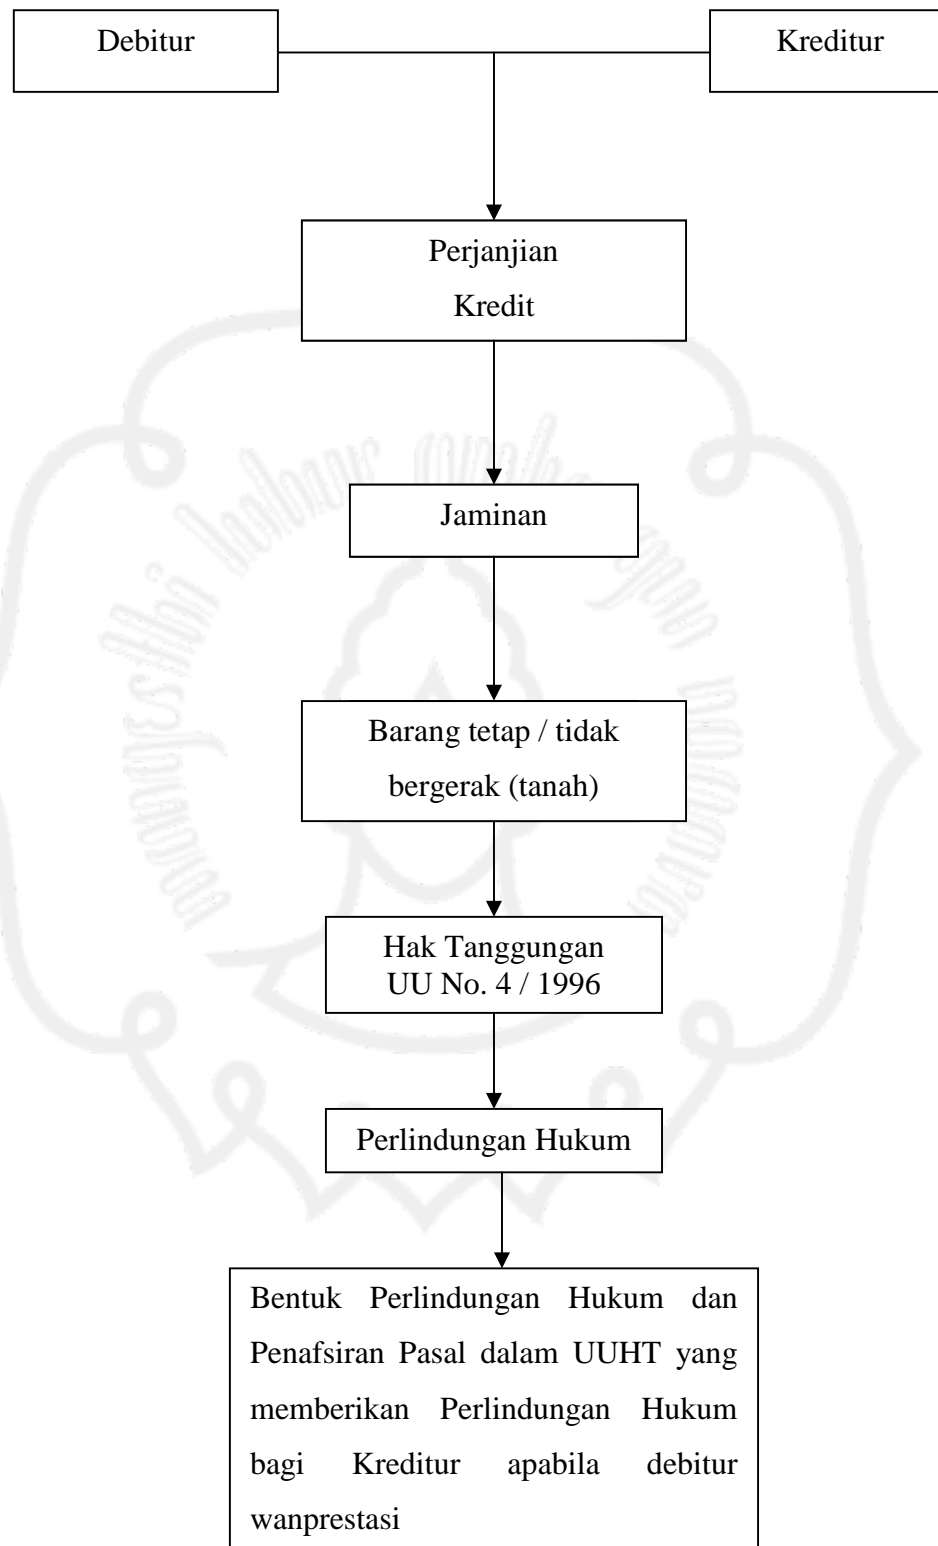 Debitur
Kreditur
Perjanjian
Kredit
Jaminan
Barang tetap / tidak
bergerak (tanah)
Hak Tanggungan
UU No. 4 / 1996
Perlindungan Hukum
Bentuk Perlindungan Hukum dan
Penafsiran Pasal dalam UUHT yang
memberikan Perlindungan Hukum
bagi Kreditur apabila debitur
wanprestasi